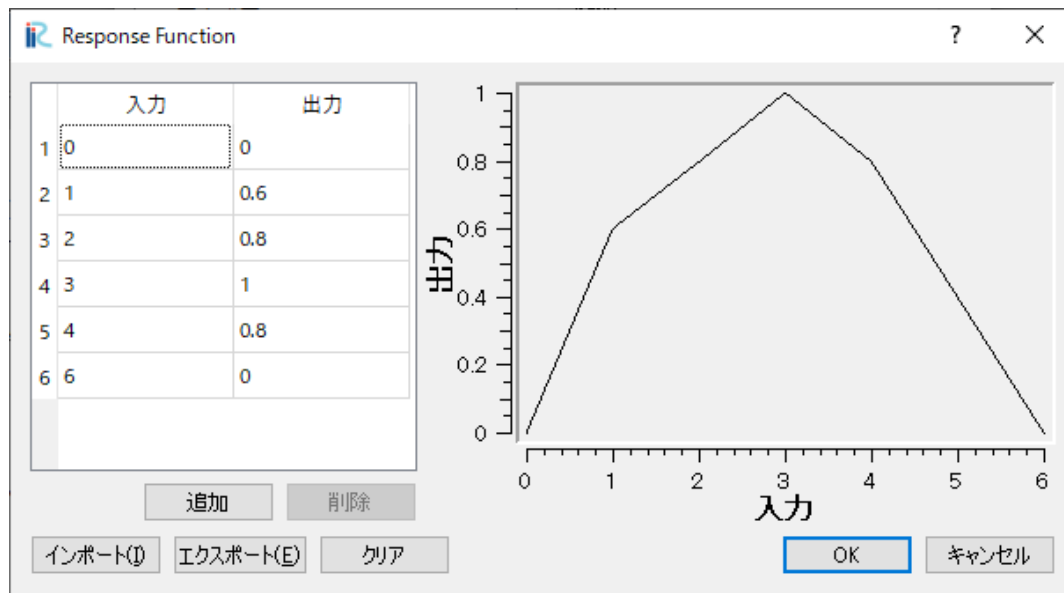 Response Function
?
入力 出力
1 0 0
2 1 0.6
3 2 0.8
4 3 1
5 4 0.8
6 6 0
追加 削除
インポート(I) エクスポート(E) クリア
1
0.8
0.6
0.4
0.2
0
出力
0 1 2 3 4 5 6
入力
OK キャンセル